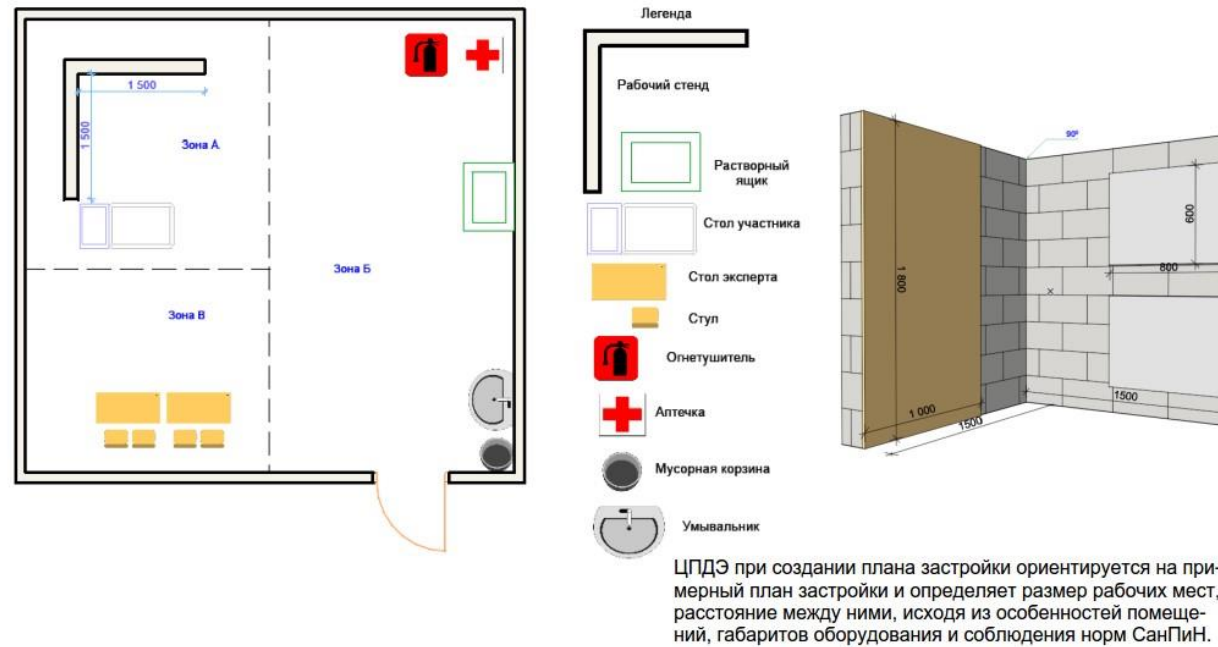 Легенда
1 500
1 500
Зона А
Рабочий стенд
90º
Растворный
ящик
Стол участника
Зона Б
Зона В
Стол эксперта
Стул
Огнетушитель
Аптечка
Мусорная корзина
Умывальник
1 800
600
800
1 000
1500
1500
ЦПДЭ при создании плана застройки ориентируется на при-
мерный план застройки и определяет размер рабочих мест,
расстояние между ними, исходя из особенностей помеще-
ний, габаритов оборудования и соблюдения норм СанПиН.